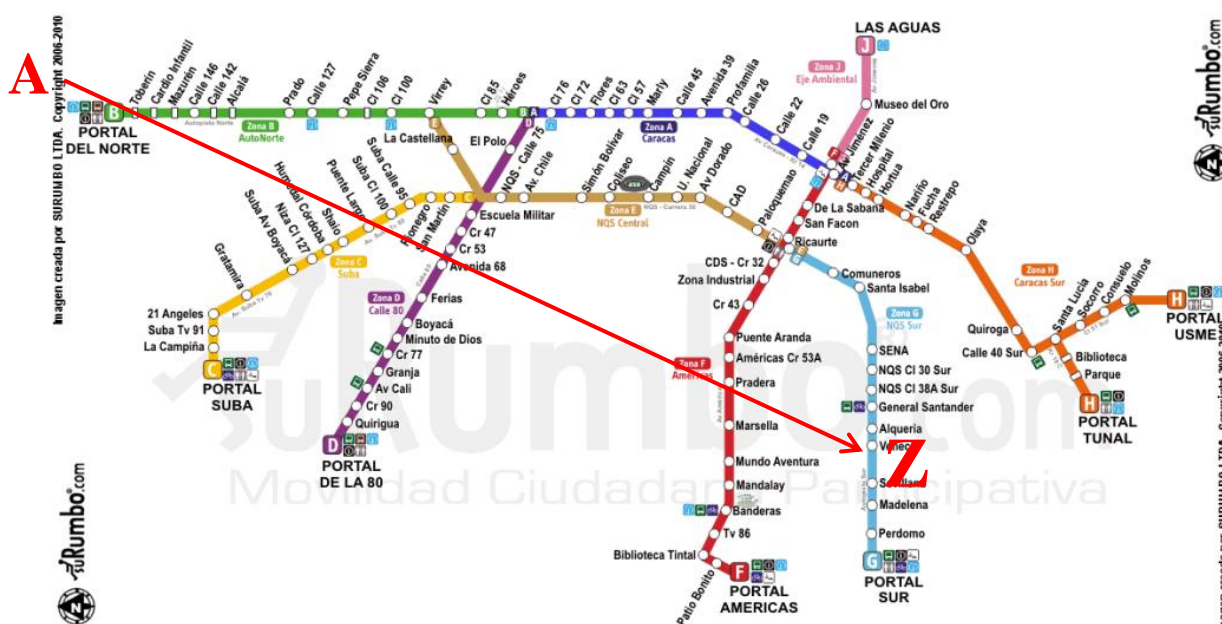 A
Z
Imagen creada por SURUMBO LTDA. Copyright 2006-2010
suRumbo.com
suRumbo.com
suRumbo.com
Movilidad Ciudadana Participativa
LAS AGUAS
J
Zona J
Eje Ambiental
Museo del Oro
Av Jiménez
B
PORTAL
DEL NORTE
Toberín
Cardio Infantil
Mazurén
Calle 146
Calle 142
Alcalá
Autopista Norte
Zona B
AutoNorte
Prado
Calle 127
Pepe Sierra
Cl 106
Cl 100
Virrey
Cl 85
Héroes
B
A
D
Cl 76
Cl 72
Flores
Cl 63
Cl 57
Marly
Zona A
Caracas
Calle 45
Avenida 39
Profamilia
Calle 26
Calle 22
Calle 19
F
A
H
Tercer Milenio
Hospital
Hortua
Nariño
Fucha
Restrepo
Olaya
Zona H
Caracas Sur
Quiroga
Calle 40 Sur
Santa Lucía
Socorro
Consuelo
Molinos
H
PORTAL
USME
Biblioteca
Parque
H
PORTAL
TUNAL
E
La Castellana
El Polo
NQS - Calle 75
Av. Chile
Simón Bolívar
Coliseo
Campín
U. Nacional
Av Dorado
CAD
Paloquemao
Zona E
NQS Central
NQS - Carrera 30
Suba Calle 95
Suba Cl 100
Puente Largo
Humedal Córdoba
Shaio
Niza Cl 127
Suba Av Boyacá
Gratamira
Rionegro
San Martín
C
Zona C
Suba
21 Angeles
Suba Tv 91
La Campiña
C
PORTAL
SUBA
Escuela Militar
Cr 47
Cr 53
Avenida 68
Ferias
Boyacá
Minuto de Dios
Cr 77
Granja
Av Cali
Cr 90
Quirigua
Zona D
Calle 80
Calle 80
D
PORTAL
DE LA 80
De La Sabana
San Facon
Ricaurte
E
G
CDS - Cr 32
Zona Industrial
Cr 43
Puente Aranda
Américas Cr 53A
Pradera
Marsella
Mundo Aventura
Mandalay
Banderas
Tv 86
Biblioteca Tintal
Patio Bonito
Zona F
Américas
F
PORTAL
AMERICAS
Comuneros
Santa Isabel
Zona G
NQS Sur
SENA
NQS Cl 30 Sur
NQS Cl 38A Sur
General Santander
Alquería
Madelena
Perdomo
G
PORTAL
SUR